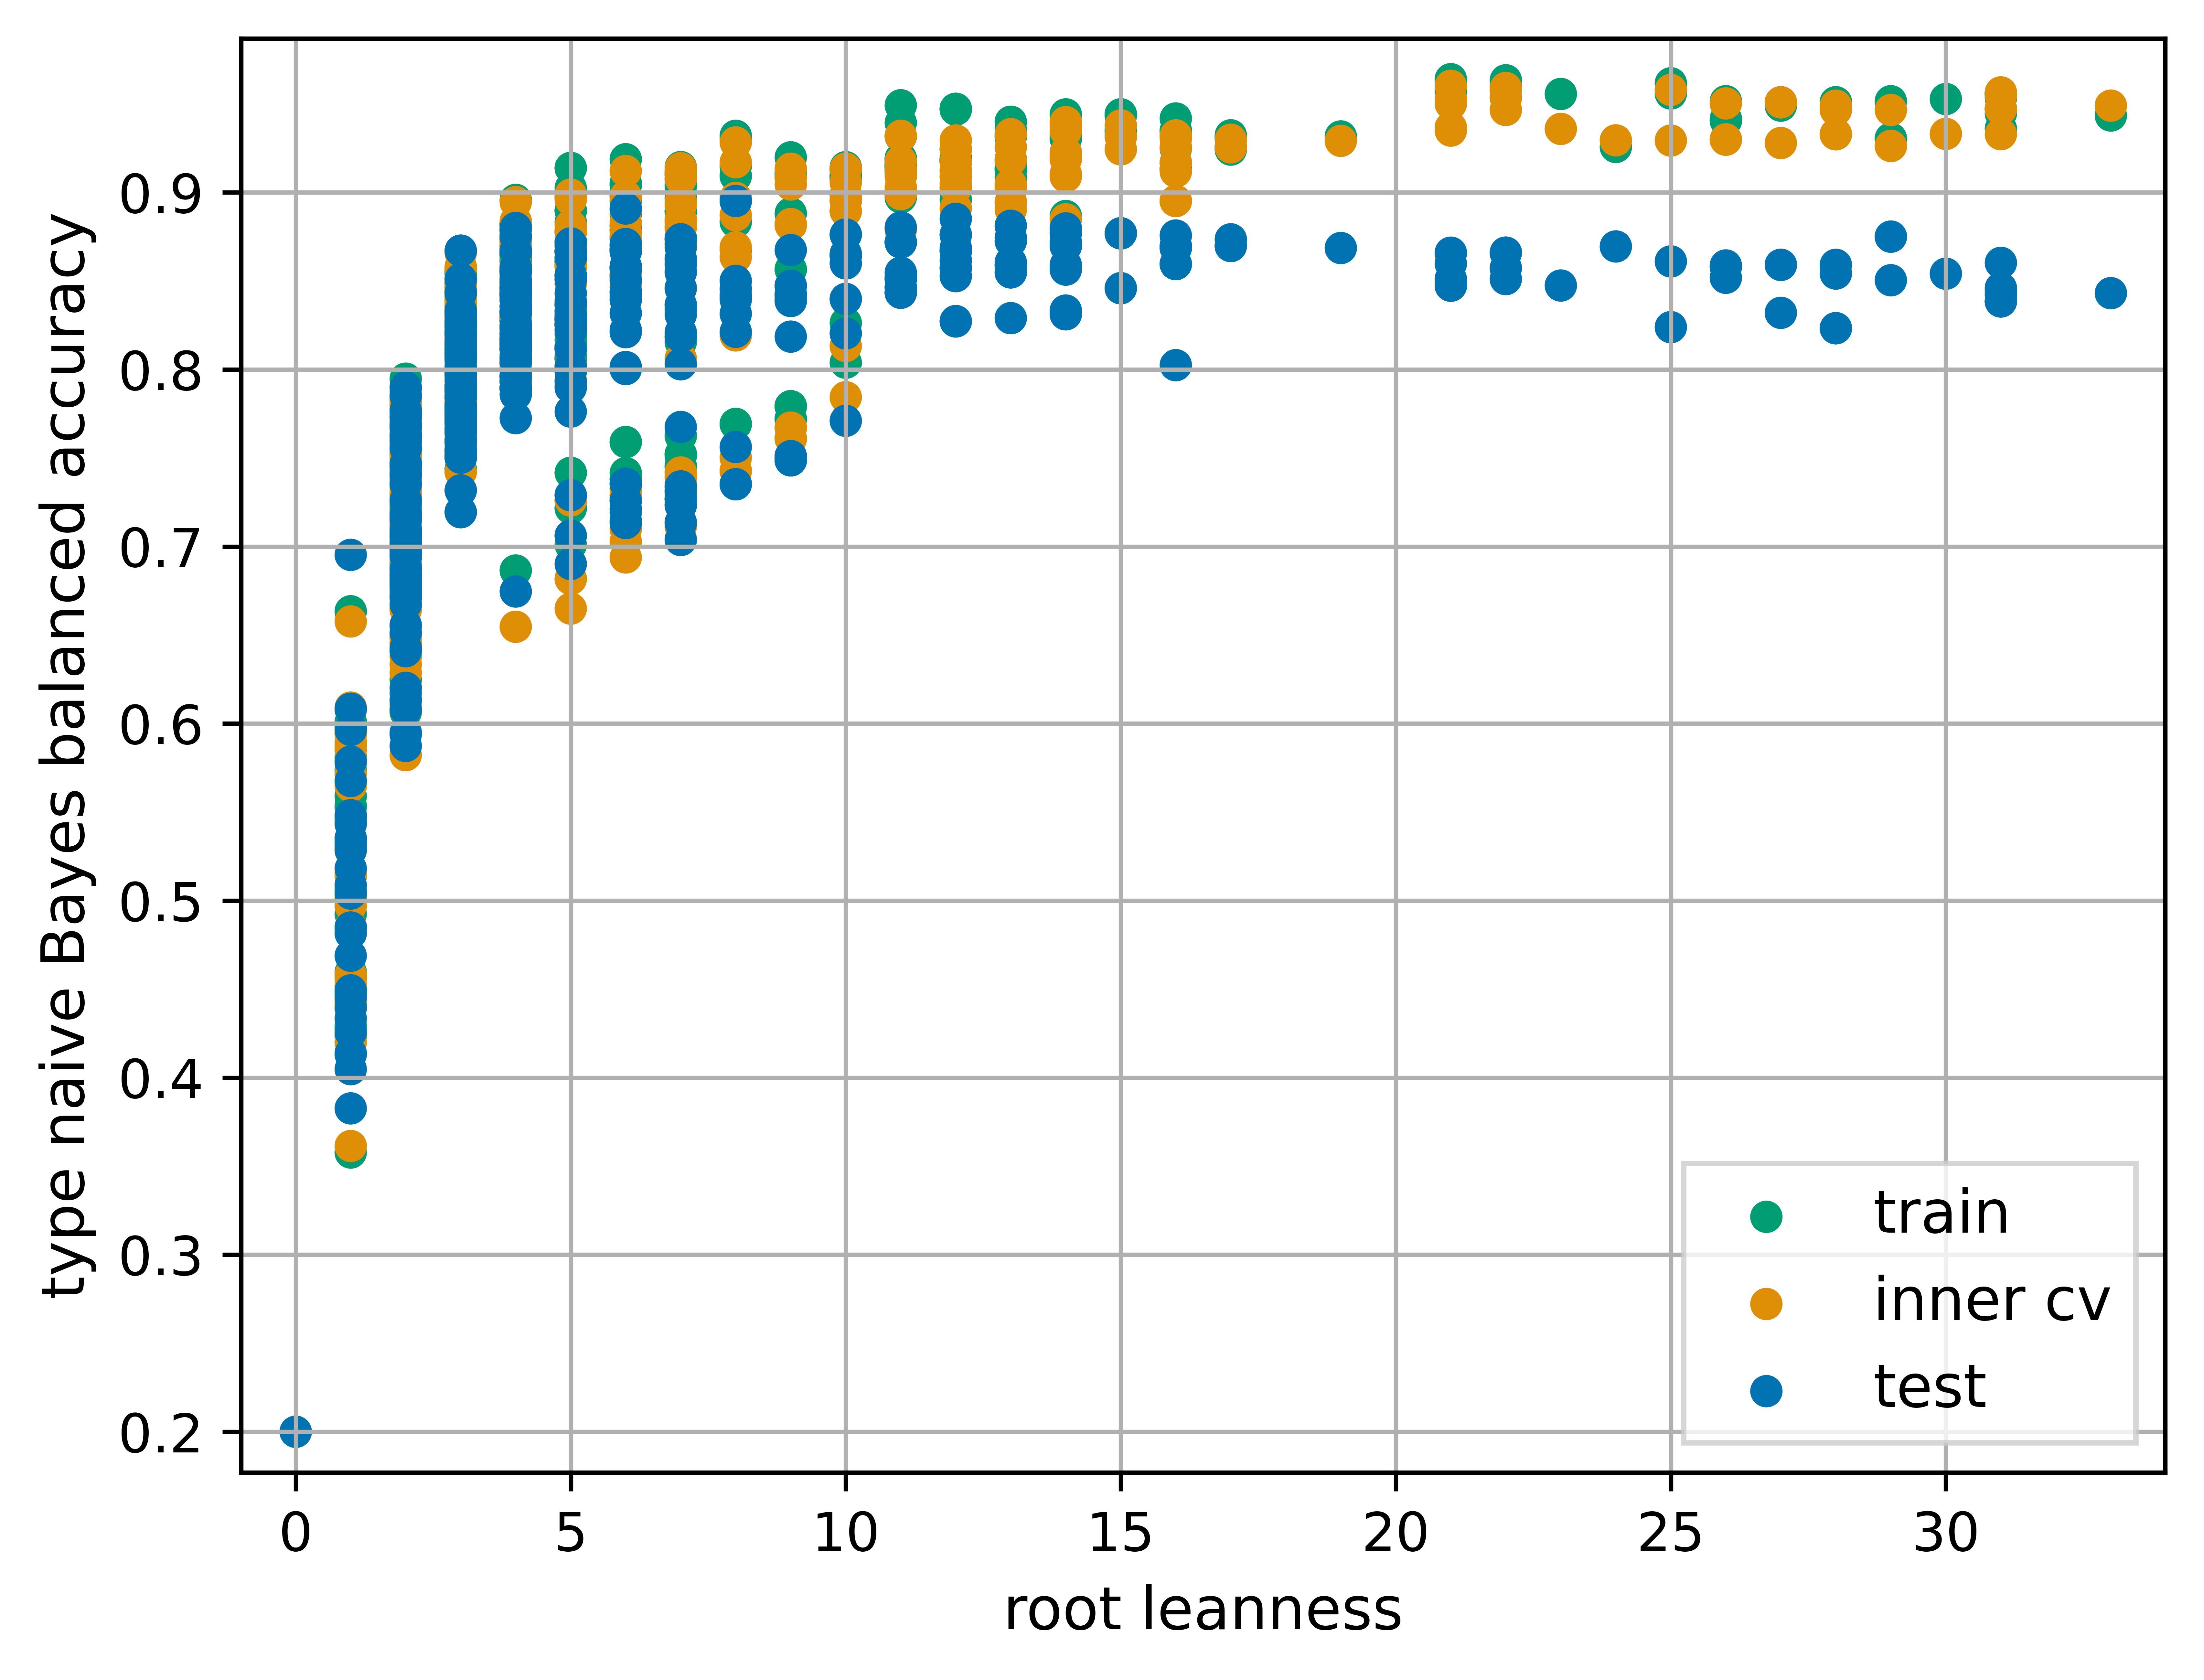 type naive Bayes balanced accuracy
0.9
0.8
0.7
0.6
0.5
0.4
0.3
0.2
0 5 10 15 20 25 30
root leanness
train
inner cv
test